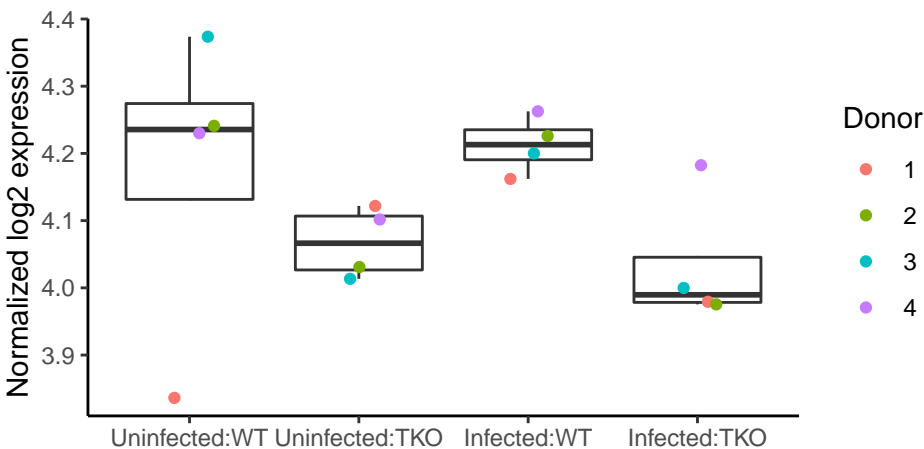 Normalized log2 expression
4.4
4.3
4.2
4.1
4.0
3.9
Uninfected:WT
Uninfected:TKO
Infected:WT
Infected:TKO
Donor
1
2
3
4